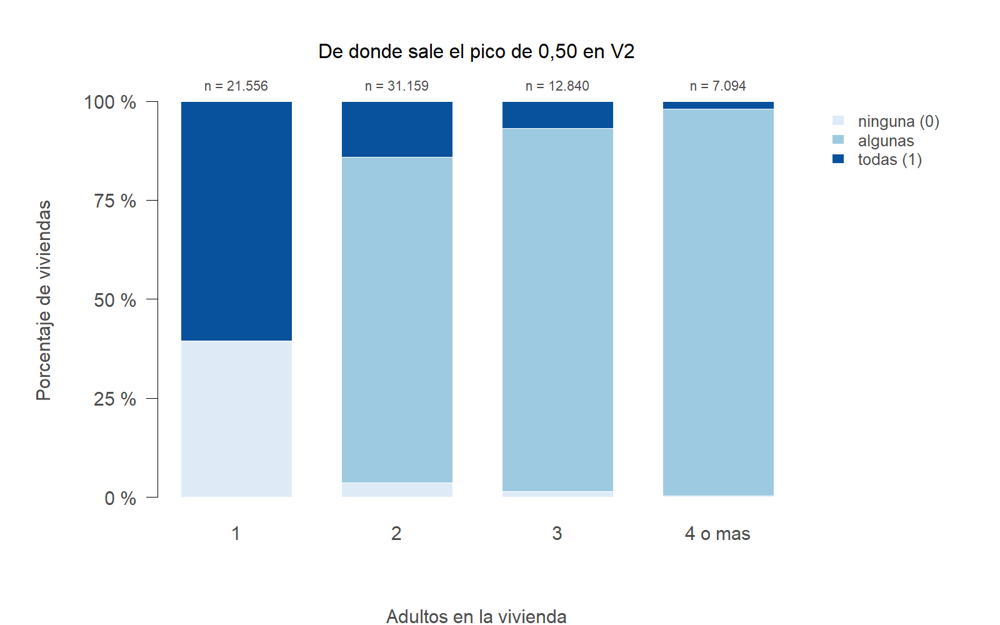 De donde sale el pico de 0,50 en V2
n = 21.556
n = 31.159
n = 12.840
n = 7.094
100 %
75 %
50 %
25 %
0 %
Porcentaje de viviendas
ninguna (0)
algunas
todas (1)
1
2
3
4 o mas
Adultos en la vivienda